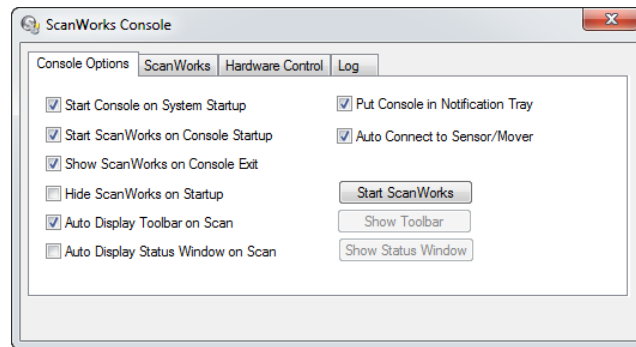 ScanWorks Console
Console Options ScanWorks Hardware Control Log
Start Console on System Startup
Start ScanWorks on Console Startup
Show ScanWorks on Console Exit
Hide ScanWorks on Startup
Auto Display Toolbar on Scan
Auto Display Status Window on Scan
Put Console in Notification Tray
Auto Connect to Sensor/Mover
Start ScanWorks
Show Toolbar
Show Status Window